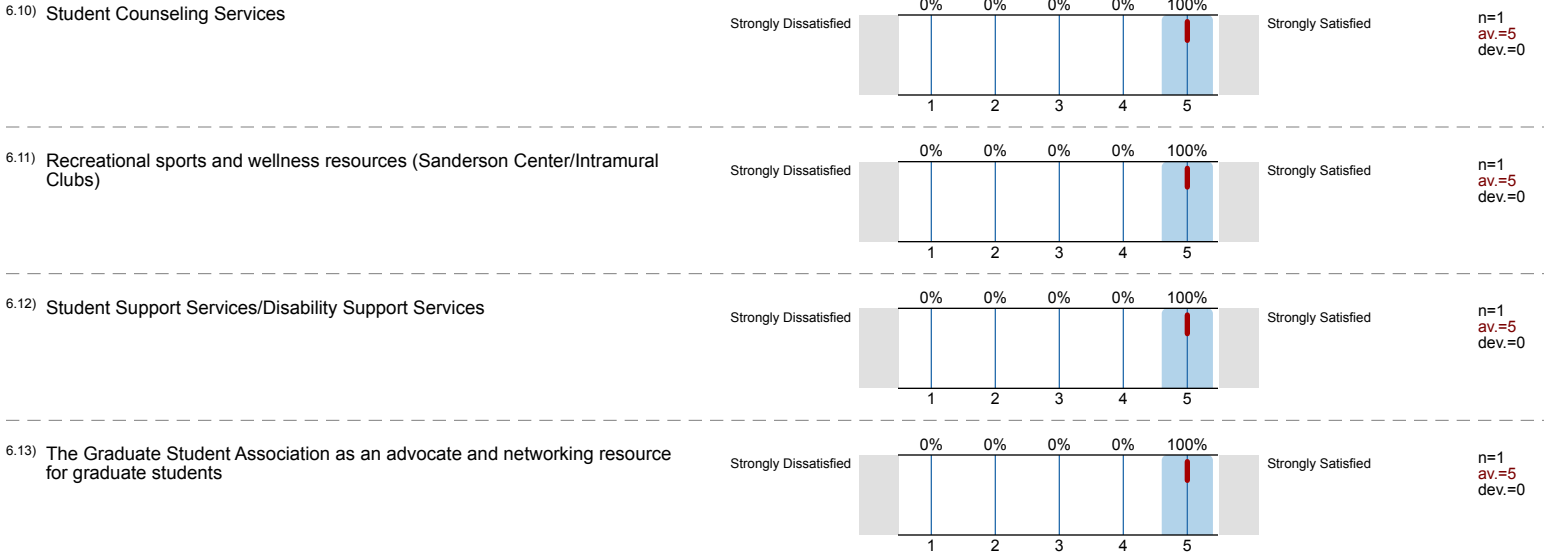 6.10) Student Counseling Services
0% 0% 0% 0% 100%
Strongly Dissatisfied
Strongly Satisfied
n=1
av.=5
dev.=0
1 2 3 4 5
6.11) Recreational sports and wellness resources (Sanderson Center/Intramural
Clubs)
0% 0% 0% 0% 100%
Strongly Dissatisfied
Strongly Satisfied
n=1
av.=5
dev.=0
1 2 3 4 5
6.12) Student Support Services/Disability Support Services
0% 0% 0% 0% 100%
Strongly Dissatisfied
Strongly Satisfied
n=1
av.=5
dev.=0
1 2 3 4 5
6.13) The Graduate Student Association as an advocate and networking resource
for graduate students
0% 0% 0% 0% 100%
Strongly Dissatisfied
Strongly Satisfied
n=1
av.=5
dev.=0
1 2 3 4 5